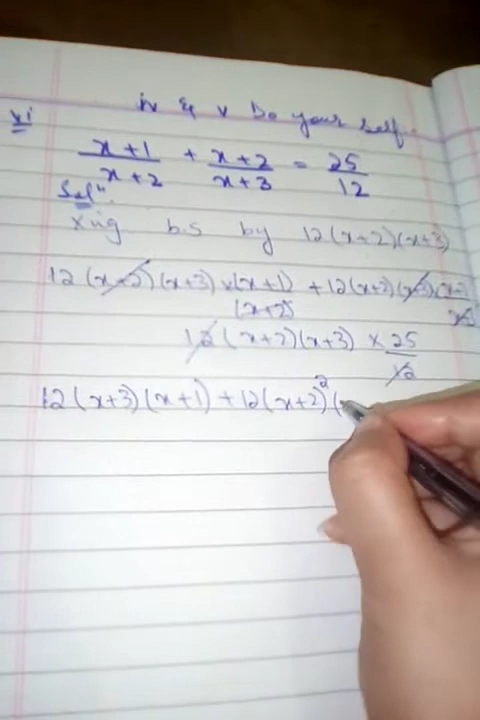 iv & v Do your self.
xi
x+1/x+2 + x+2/x+3 = 25/12
Solⁿ
Xing b.s by 12(x+2)(x+3)
12(x+2)(x+3) × (x+1)/(x+2) + 12(x+2)(x+3)(x+2)/x+3
12(x+2)(x+3) × 25/12
12(x+3)(x+1) + 12(x+2)² (